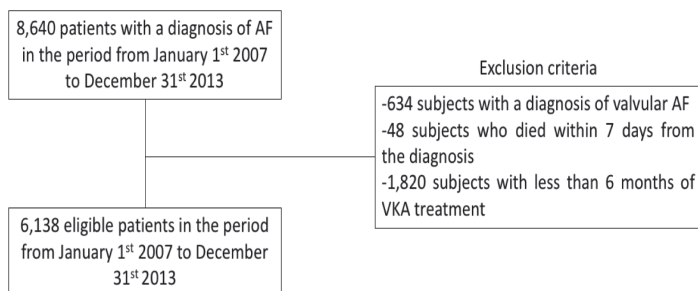 8,640 patients with a diagnosis of AF
in the period from January 1st 2007
to December 31st 2013
Exclusion criteria
-634 subjects with a diagnosis of valvular AF
-48 subjects who died within 7 days from
the diagnosis
-1,820 subjects with less than 6 months of
VKA treatment
6,138 eligible patients in the period
from January 1st 2007 to December
31st 2013